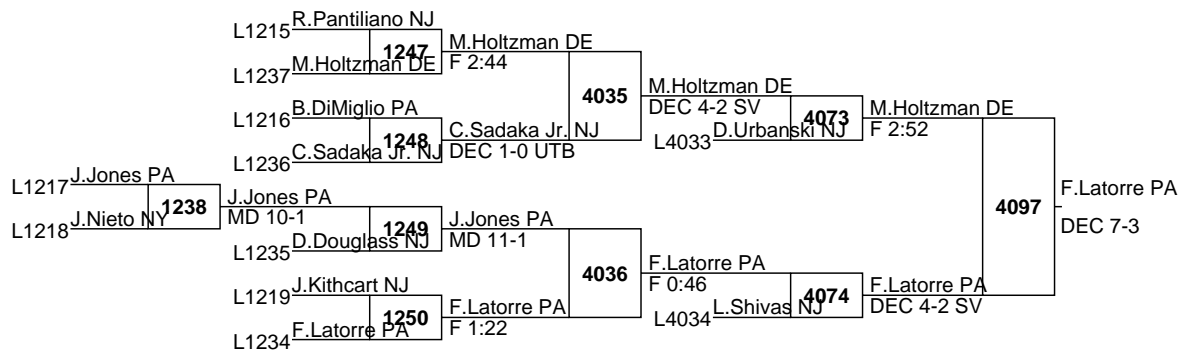 L1215 R.Pantiliano NJ
1247
M.Holtzman DE
F 2:44
L1237 M.Holtzman DE
4035
M.Holtzman DE
DEC 4-2 SV
L1216 B.DiMiglio PA
1248
C.Sadaka Jr. NJ
DEC 1-0 UTB
L1236 C.Sadaka Jr. NJ
4073
M.Holtzman DE
F 2:52
L4033 D.Urbanski NJ
L1217 J.Jones PA
1238
J.Jones PA
MD 10-1
L1218 J.Nieto NY
1249
J.Jones PA
MD 11-1
L1235 D.Douglass NJ
4097
F.Latorre PA
DEC 7-3
4036
F.Latorre PA
F 0:46
L1219 J.Kithcart NJ
1250
F.Latorre PA
F 1:22
L1234 F.Latorre PA
4074
F.Latorre PA
DEC 4-2 SV
L4034 L.Shivas NJ